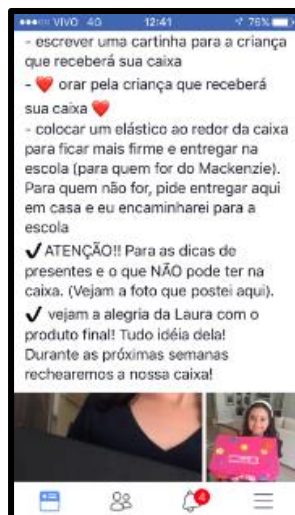 VIVO 4G 12:41 76%
- escrever uma cartinha para a criança
que receberá sua caixa
- ❤️ orar pela criança que receberá
sua caixa ❤️
- colocar um elástico ao redor da caixa
para ficar mais firme e entregar na
escola (para quem for do Mackenzie).
Para quem não for, pide entregar aqui
em casa e eu encaminharei para a
escola
✔ATENÇÃO!! Para as dicas de
presentes e o que NÃO pode ter na
caixa. (Vejam a foto que postei aqui).
✔ vejam a alegria da Laura com o
produto final! Tudo idéia dela!
Durante as próximas semanas
rechearemos a nossa caixa!
4